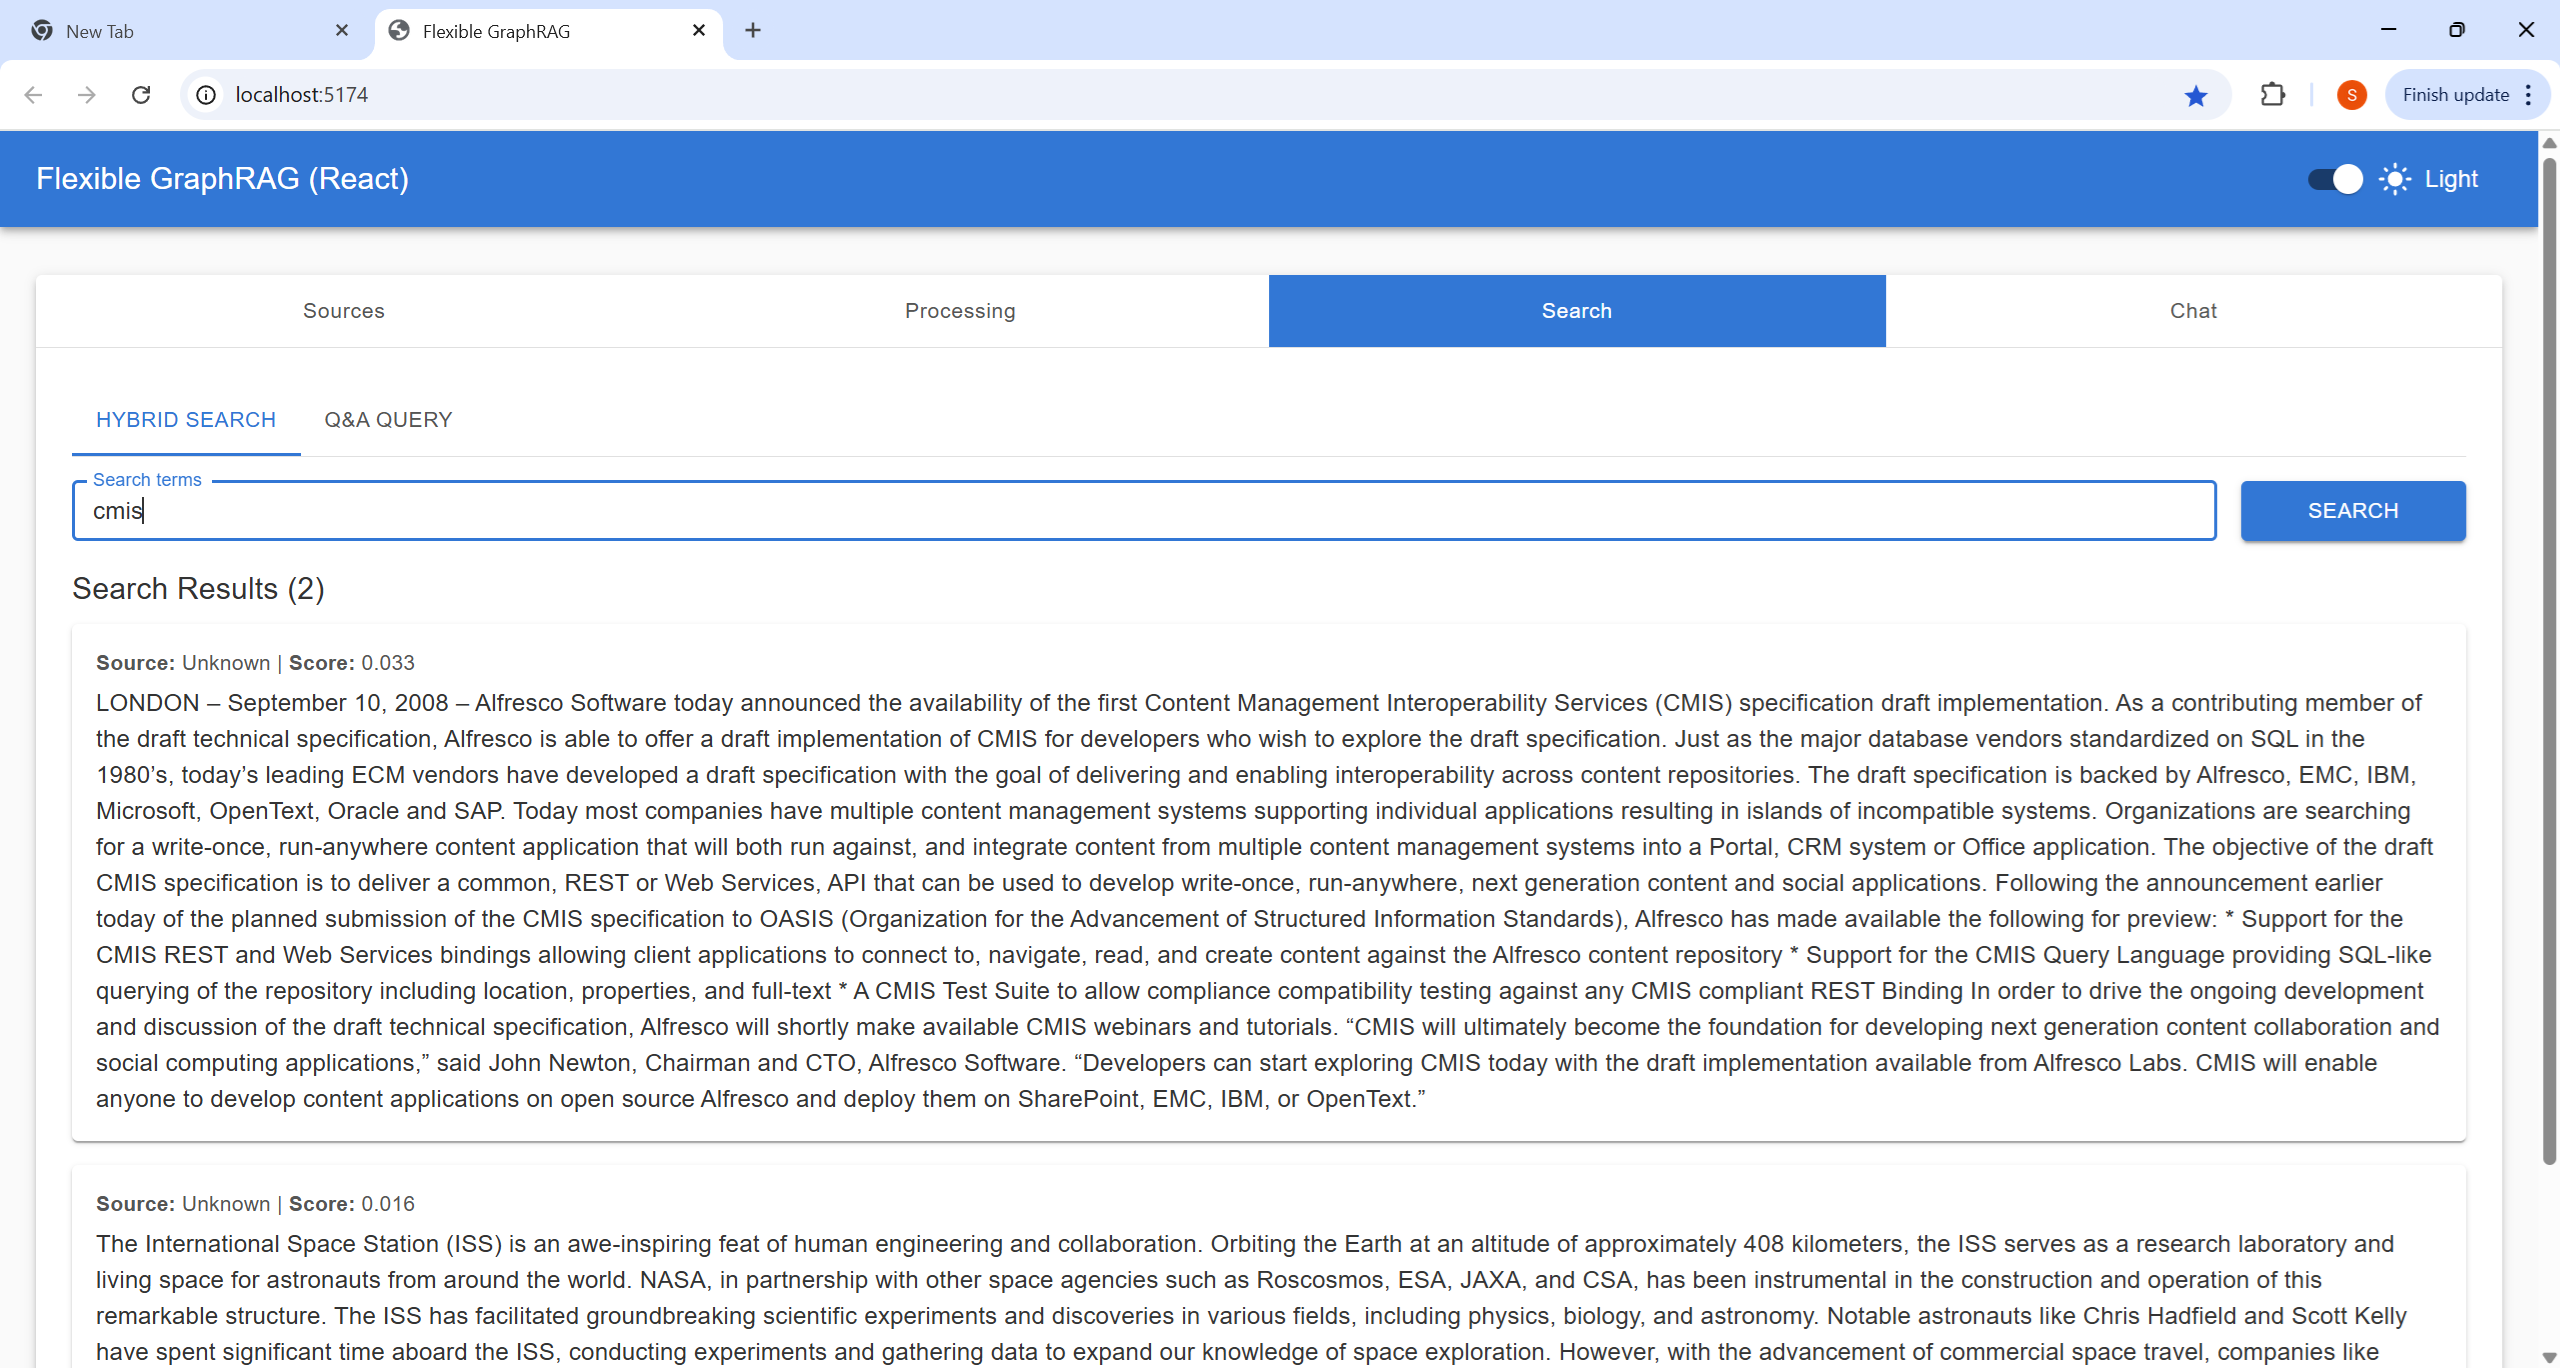 New Tab
Flexible GraphRAG
localhost:5174
S
Finish update
Flexible GraphRAG (React)
Light
Sources
Processing
Search
Chat
HYBRID SEARCH
Q&A QUERY
Search terms
cmis
SEARCH
Search Results (2)
Source: Unknown | Score: 0.033
LONDON – September 10, 2008 – Alfresco Software today announced the availability of the first Content Management Interoperability Services (CMIS) specification draft implementation. As a contributing member of
the draft technical specification, Alfresco is able to offer a draft implementation of CMIS for developers who wish to explore the draft specification. Just as the major database vendors standardized on SQL in the
1980’s, today’s leading ECM vendors have developed a draft specification with the goal of delivering and enabling interoperability across content repositories. The draft specification is backed by Alfresco, EMC, IBM,
Microsoft, OpenText, Oracle and SAP. Today most companies have multiple content management systems supporting individual applications resulting in islands of incompatible systems. Organizations are searching
for a write-once, run-anywhere content application that will both run against, and integrate content from multiple content management systems into a Portal, CRM system or Office application. The objective of the draft
CMIS specification is to deliver a common, REST or Web Services, API that can be used to develop write-once, run-anywhere, next generation content and social applications. Following the announcement earlier
today of the planned submission of the CMIS specification to OASIS (Organization for the Advancement of Structured Information Standards), Alfresco has made available the following for preview: * Support for the
CMIS REST and Web Services bindings allowing client applications to connect to, navigate, read, and create content against the Alfresco content repository * Support for the CMIS Query Language providing SQL-like
querying of the repository including location, properties, and full-text * A CMIS Test Suite to allow compliance compatibility testing against any CMIS compliant REST Binding In order to drive the ongoing development
and discussion of the draft technical specification, Alfresco will shortly make available CMIS webinars and tutorials. “CMIS will ultimately become the foundation for developing next generation content collaboration and
social computing applications,” said John Newton, Chairman and CTO, Alfresco Software. “Developers can start exploring CMIS today with the draft implementation available from Alfresco Labs. CMIS will enable
anyone to develop content applications on open source Alfresco and deploy them on SharePoint, EMC, IBM, or OpenText.”
Source: Unknown | Score: 0.016
The International Space Station (ISS) is an awe-inspiring feat of human engineering and collaboration. Orbiting the Earth at an altitude of approximately 408 kilometers, the ISS serves as a research laboratory and
living space for astronauts from around the world. NASA, in partnership with other space agencies such as Roscosmos, ESA, JAXA, and CSA, has been instrumental in the construction and operation of this
remarkable structure. The ISS has facilitated groundbreaking scientific experiments and discoveries in various fields, including physics, biology, and astronomy. Notable astronauts like Chris Hadfield and Scott Kelly
have spent significant time aboard the ISS, conducting experiments and gathering data to expand our knowledge of space exploration. However, with the advancement of commercial space travel, companies like